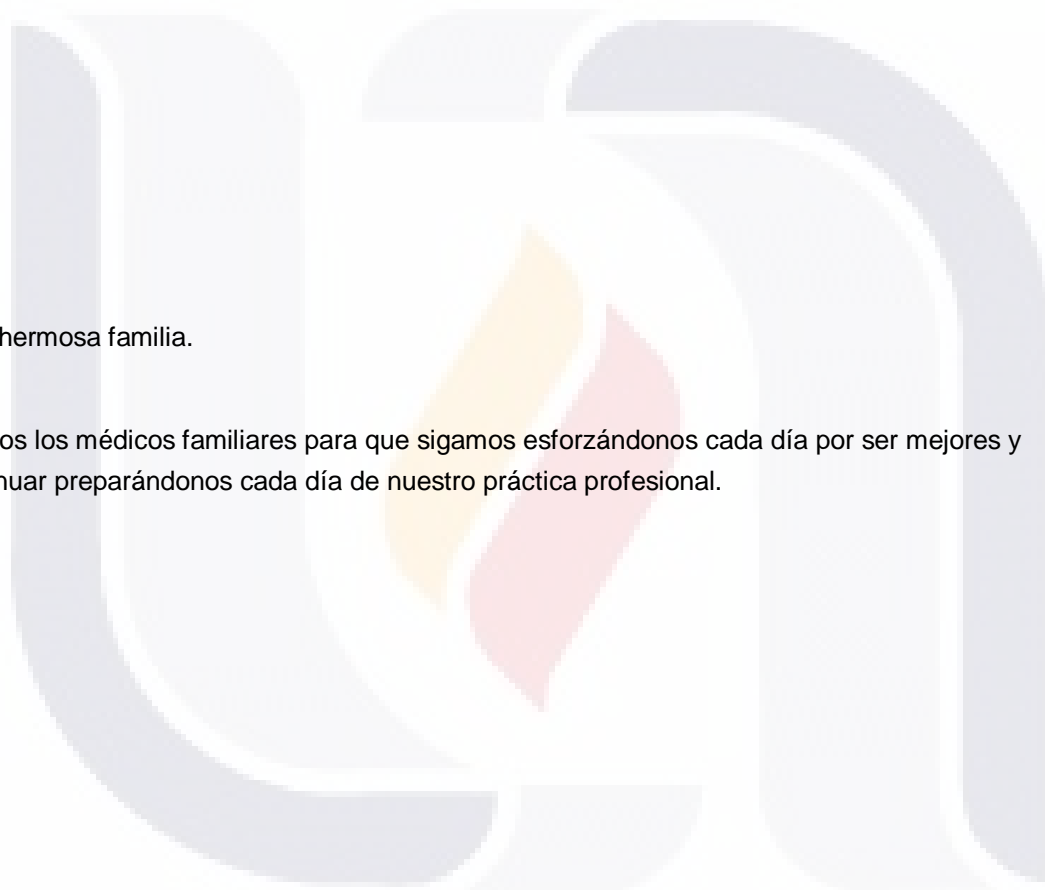 hermosa familia.
os los médicos familiares para que sigamos esforzándonos cada día por ser mejores y
nuar preparándonos cada día de nuestro práctica profesional.